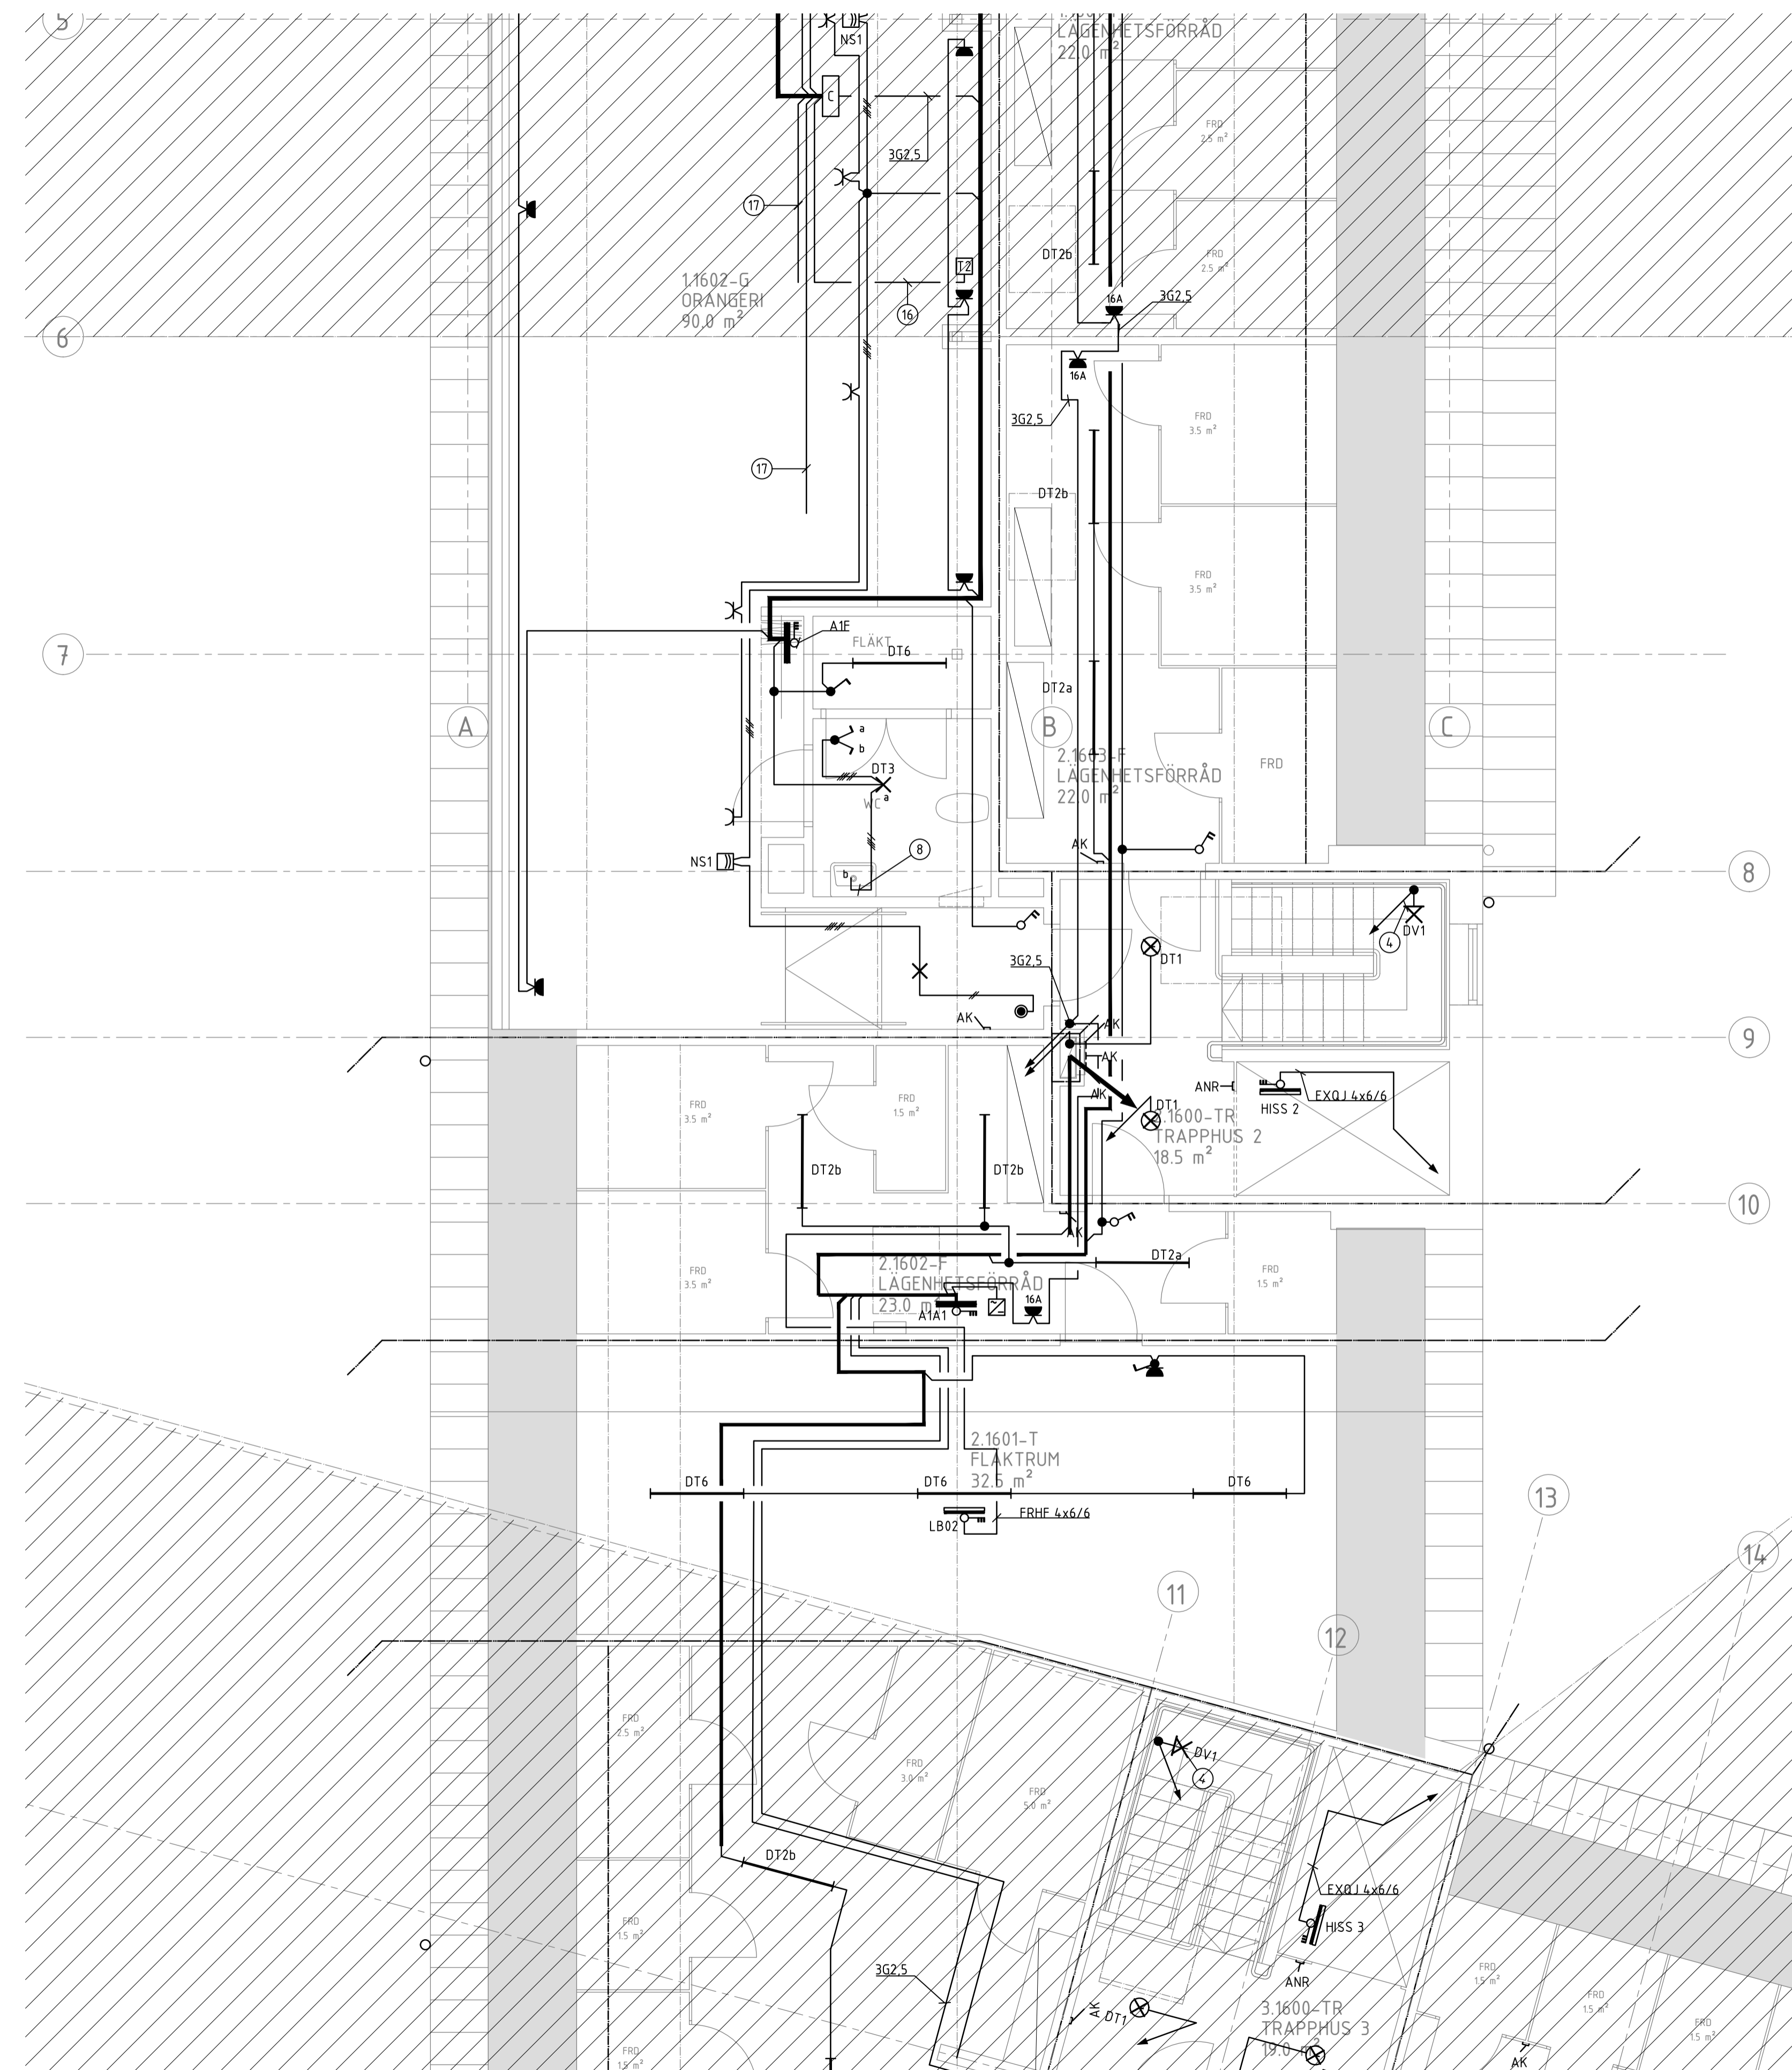 5
NS1
LÄGENHETSFÖRRÅD
22.0 m²
C
3G2,5
FRD
2.5 m²
17
T2
DT2b
FRD
2.5 m²
1.1602-G
ORANGERI
90.0 m²
16
16A
3G2,5
6
16A
3G2,5
FRD
3.5 m²
17
DT2b
FRD
3.5 m²
7
A1F
FLÄKT
DT6
DT2a
A
B
C
a
b
DT3
a
WC
2.1603-F
LÄGENHETSFÖRRÅD
22.0 m²
FRD
NS1
8
b
AK
8
4
DV1
3G2,5
DT1
AK
AK
9
AK
AK
ANR
HISS 2
EXQJ 4x6/6
DT1
2.1600-TR
TRAPPHUS 2
18.5 m²
FRD
3.5 m²
FRD
1.5 m²
DT2b
DT2b
10
AK
DT2a
2.1602-F
LÄGENHETSFÖRRÅD
23.0 m²
FRD
3.5 m²
FRD
1.5 m²
A1A1
16A
2.1601-T
FLÄKTRUM
32.5 m²
DT6
DT6
DT6
LB02
FRHF 4x6/6
13
14
11
12
FRD
2.5 m²
FRD
3.0 m²
FRD
5.0 m²
DV1
4
DT2b
EXQJ 4x6/6
HISS 3
FRD
1.5 m²
3G2,5
ANR
FRD
1.5 m²
FRD
1.5 m²
FRD
1.5 m²
AK
DT1
3.1600-TR
TRAPPHUS 3
19.0 m²
FRD
1.5 m²
AK